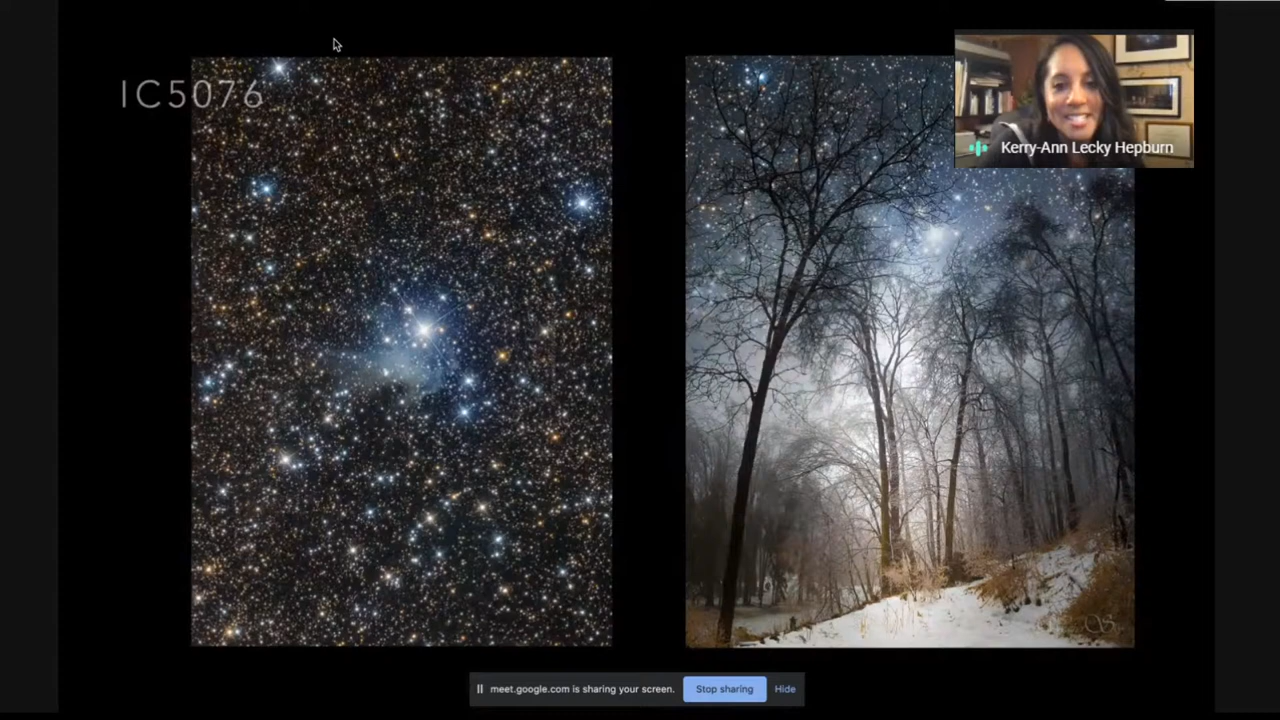 IC5076
Kerry-Ann Lecky Hepburn
meet.google.com is sharing your screen.
Stop sharing
Hide